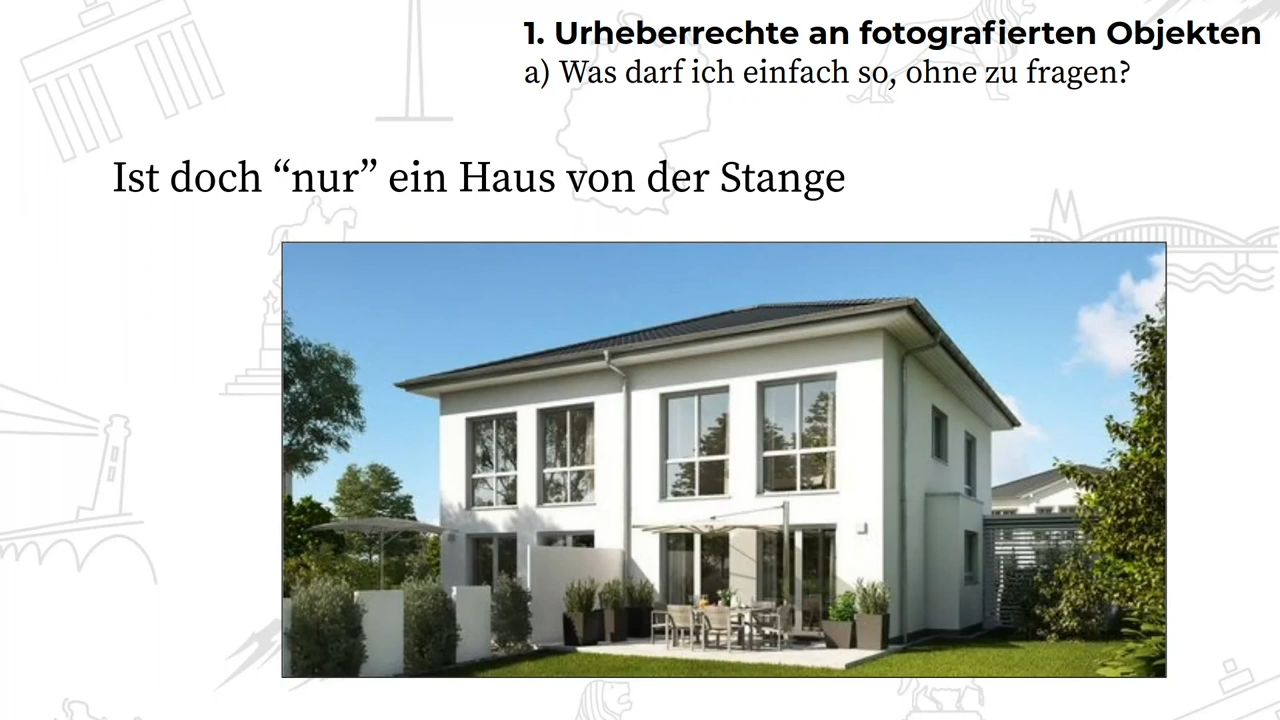 1. Urheberrechte an fotografierten Objekten
a) Was darf ich einfach so, ohne zu fragen?
Ist doch “nur” ein Haus von der Stange